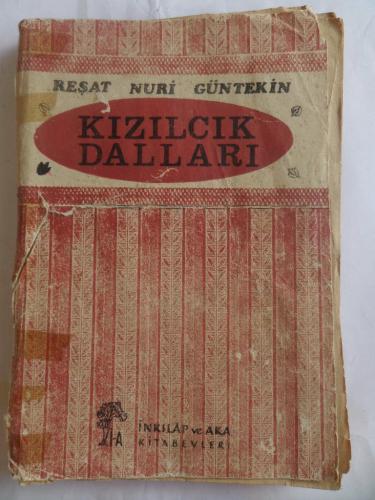 REŞAT NURİ GÜNTEKİN
KIZILCIK
DALLARI
İNKILÂP ve AKA
KİTABEVLERİ